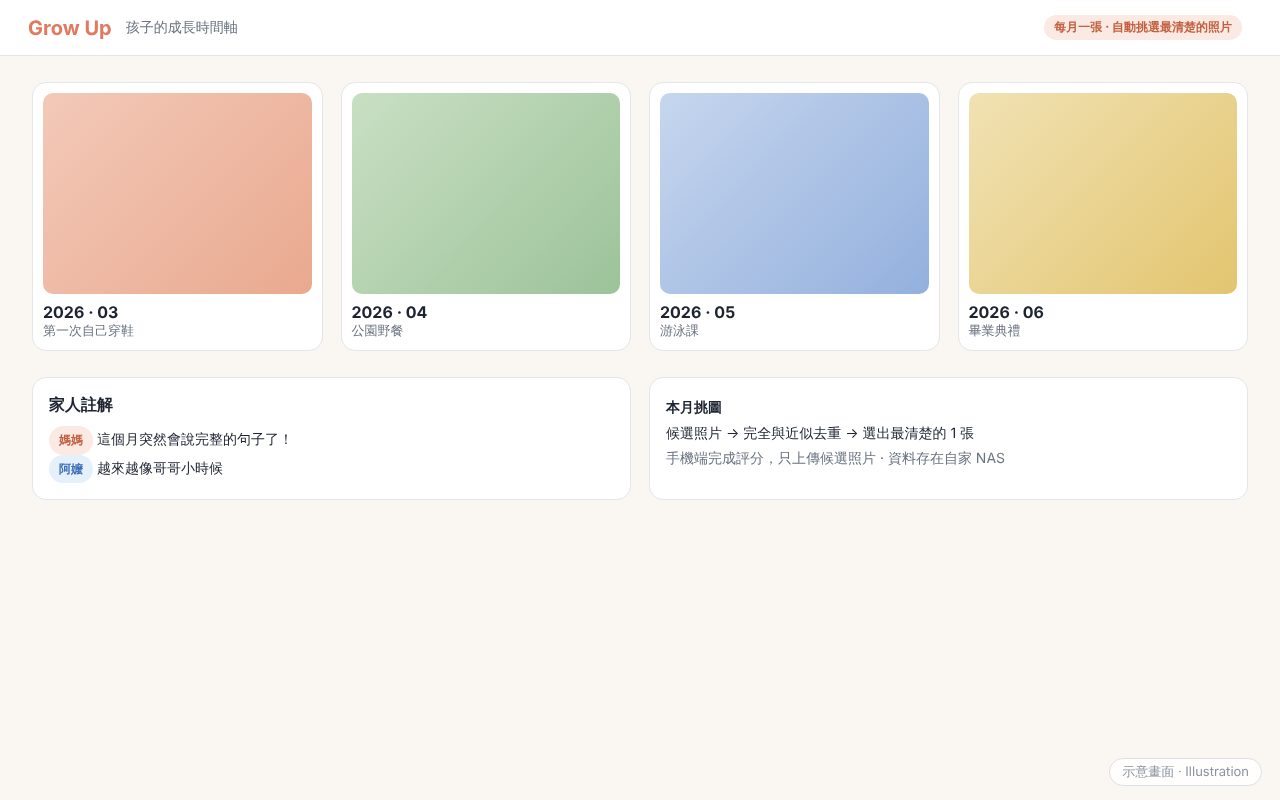 Grow Up 孩子的成長時間軸
每月一張 · 自動挑選最清楚的照片
2026 · 03
第一次自己穿鞋
2026 · 04
公園野餐
2026 · 05
游泳課
2026 · 06
畢業典禮
家人註解
媽媽 這個月突然會說完整的句子了！
阿嬤 越來越像哥哥小時候
本月挑圖
候選照片 → 完全與近似去重 → 選出最清楚的 1 張
手機端完成評分，只上傳候選照片 · 資料存在自家 NAS
示意畫面 · Illustration